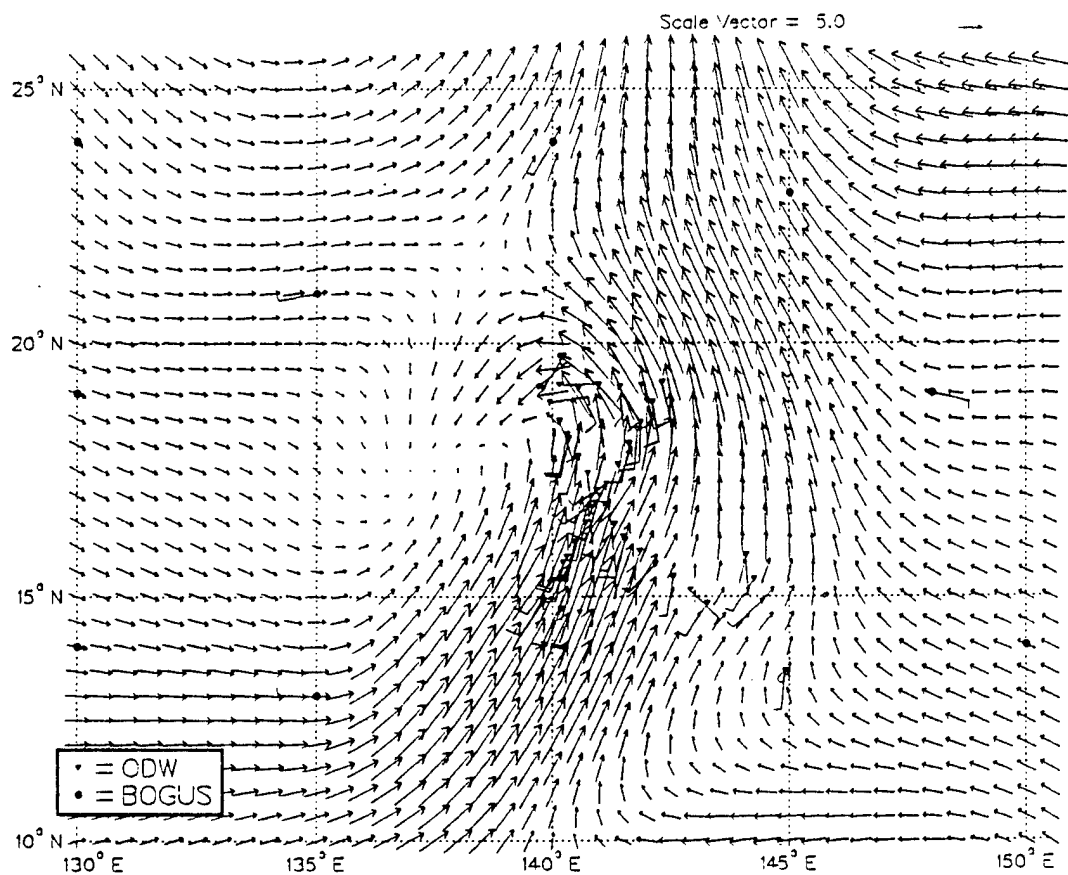 Scale Vector = 5.0
25° N
20° N
15° N
▾ = ODW
• = BOGUS
10° N
130° E 135° E 140° E 145° E 150° E